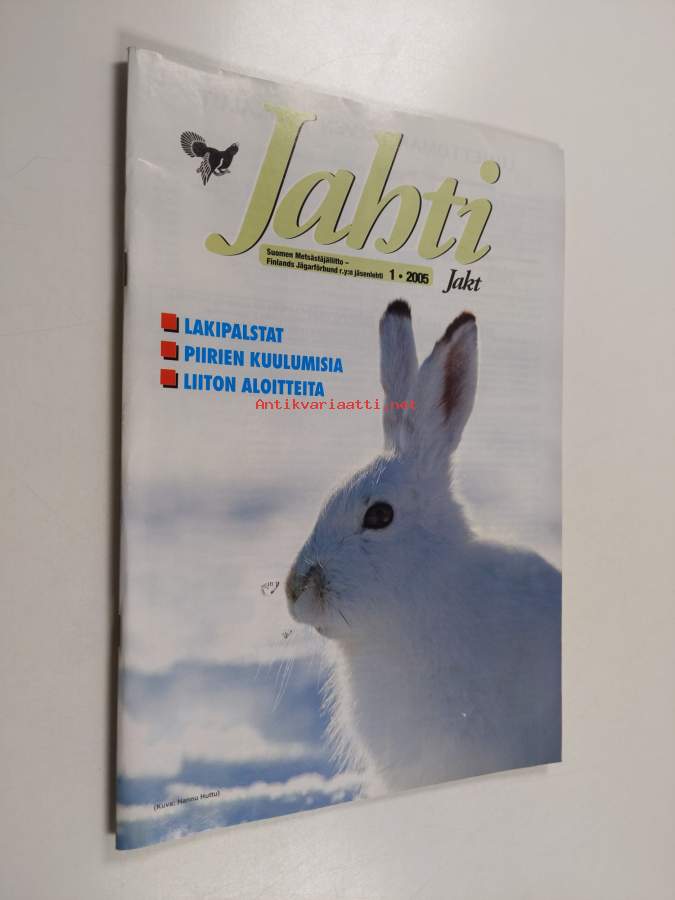 Jahti
Suomen Metsästäjäliitto –
Finlands Jägarförbund r.y:n jäsenlehti 1 • 2005
Jakt
LAKIPALSTAT
PIIRIEN KUULUMISIA
LIITON ALOITTEITA
Antikvariaatti.net
(Kuva: Hannu Huttu)